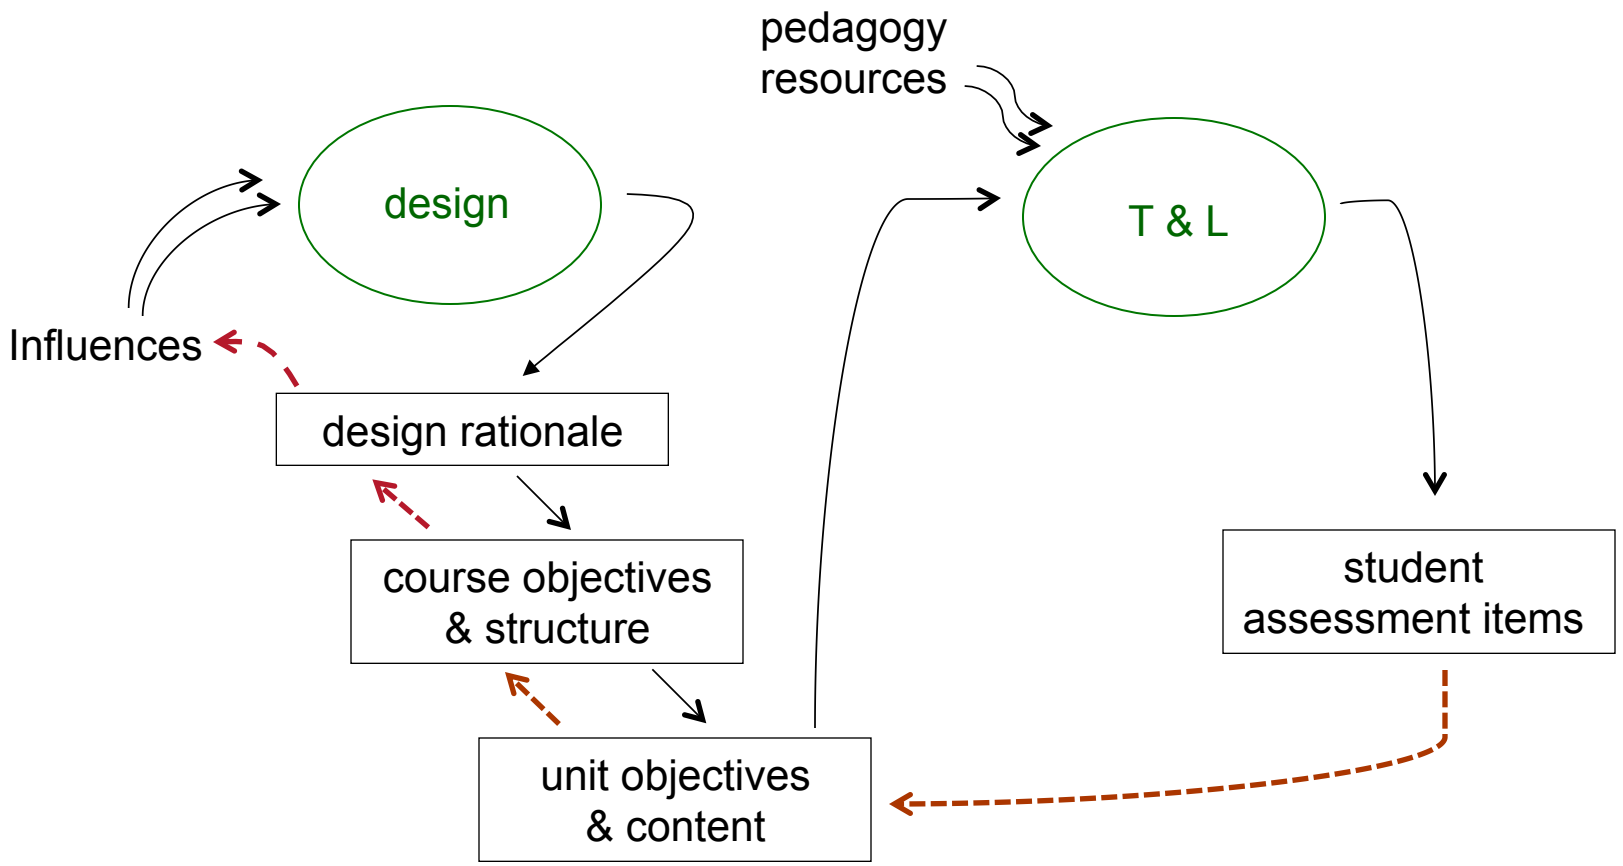 pedagogy
resources
design
T & L
Influences
design rationale
course objectives
& structure
student
assessment items
unit objectives
& content